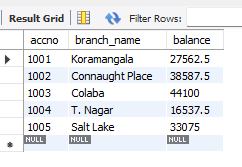 Result Grid Filter Rows:
accno branch_name balance
1001 Koramangala 27562.5
1002 Connaught Place 38587.5
1003 Colaba 44100
1004 T. Nagar 16537.5
1005 Salt Lake 33075
NULL NULL NULL